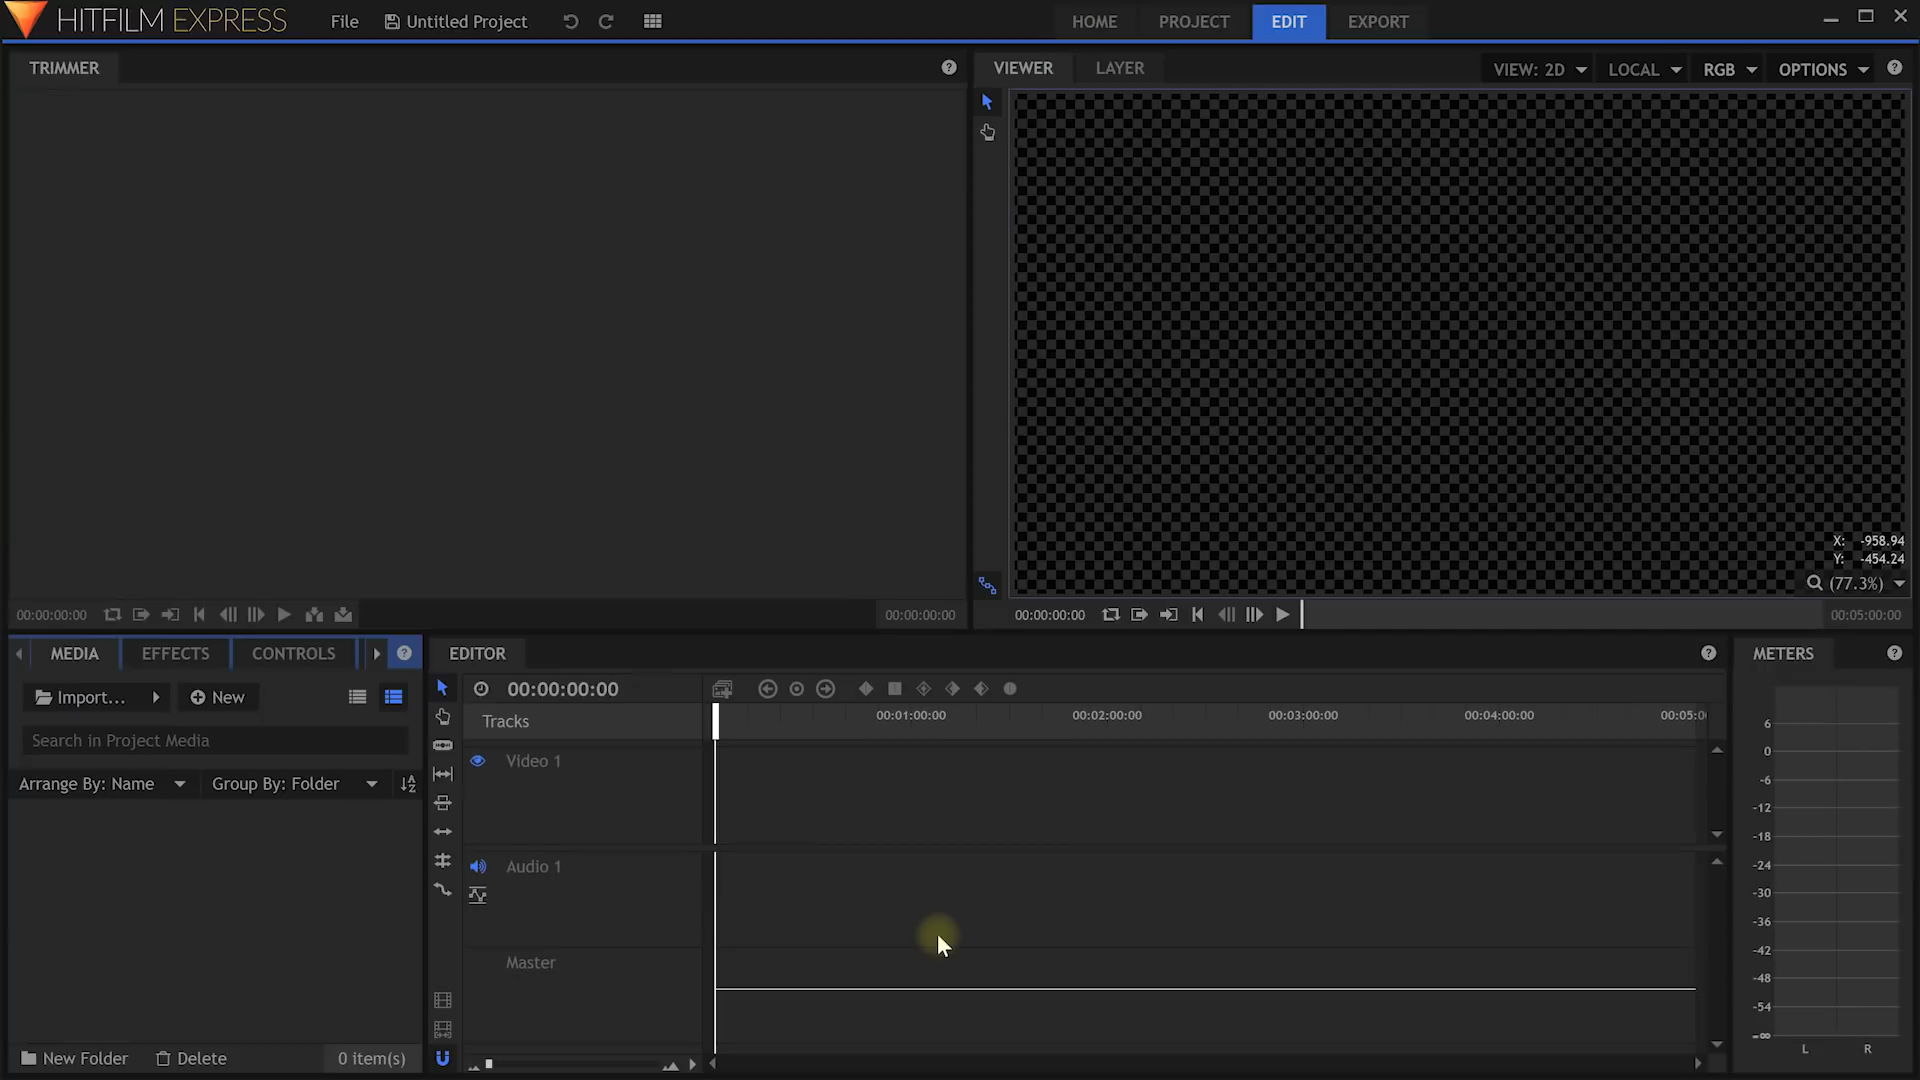 HITFILM EXPRESS File Untitled Project HOME PROJECT EDIT EXPORT
TRIMMER
VIEWER LAYER VIEW: 2D LOCAL RGB OPTIONS
X: -958.94
Y: -454.24
(77.3%)
00:00:00:00 00:00:00:00
00:00:00:00 00:05:00:00
MEDIA EFFECTS CONTROLS
Import... New
Search in Project Media
Arrange By: Name Group By: Folder
New Folder Delete 0 item(s)
EDITOR
00:00:00:00
Tracks
00:01:00:00 00:02:00:00 00:03:00:00 00:04:00:00 00:05:0
Video 1
Audio 1
Master
METERS
6
0
-6
-12
-18
-24
-30
-36
-42
-48
-54
-∞
L R